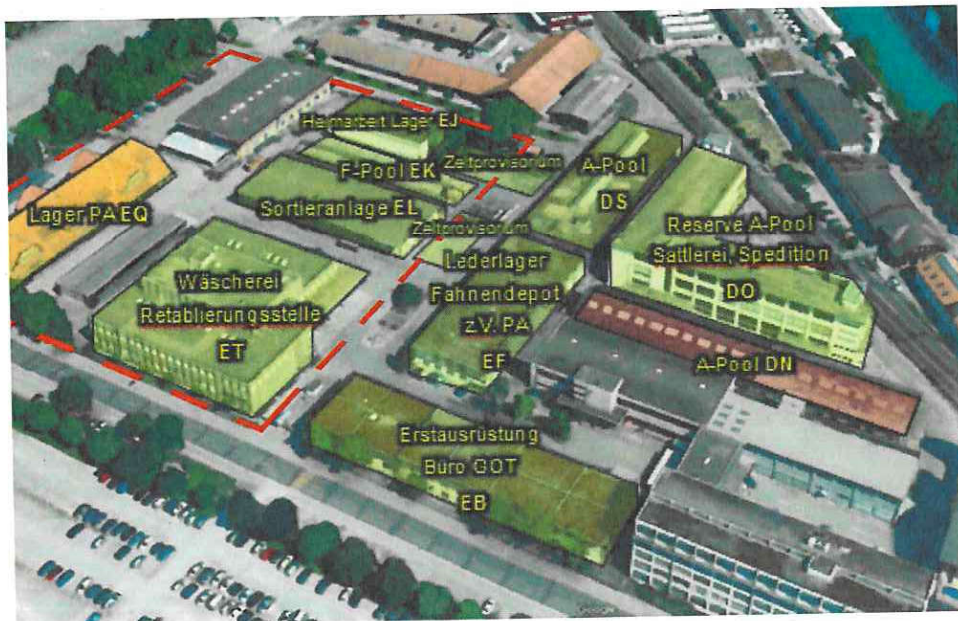 Heimarbeit Lager EJ
F-Pool EK
Zeltprovisorium
A-Pool
DS
Lager PA EQ
Sortieranlage EL
Zeltprovisorium
Reserve A-Pool
Sattlerei, Spedition
DO
Wäscherei
Retablierungsstelle
ET
Lederlager
Fahnendepot
z.V. PA
EF
A-Pool DN
Erstausrüstung
Büro GOT
EB
Google